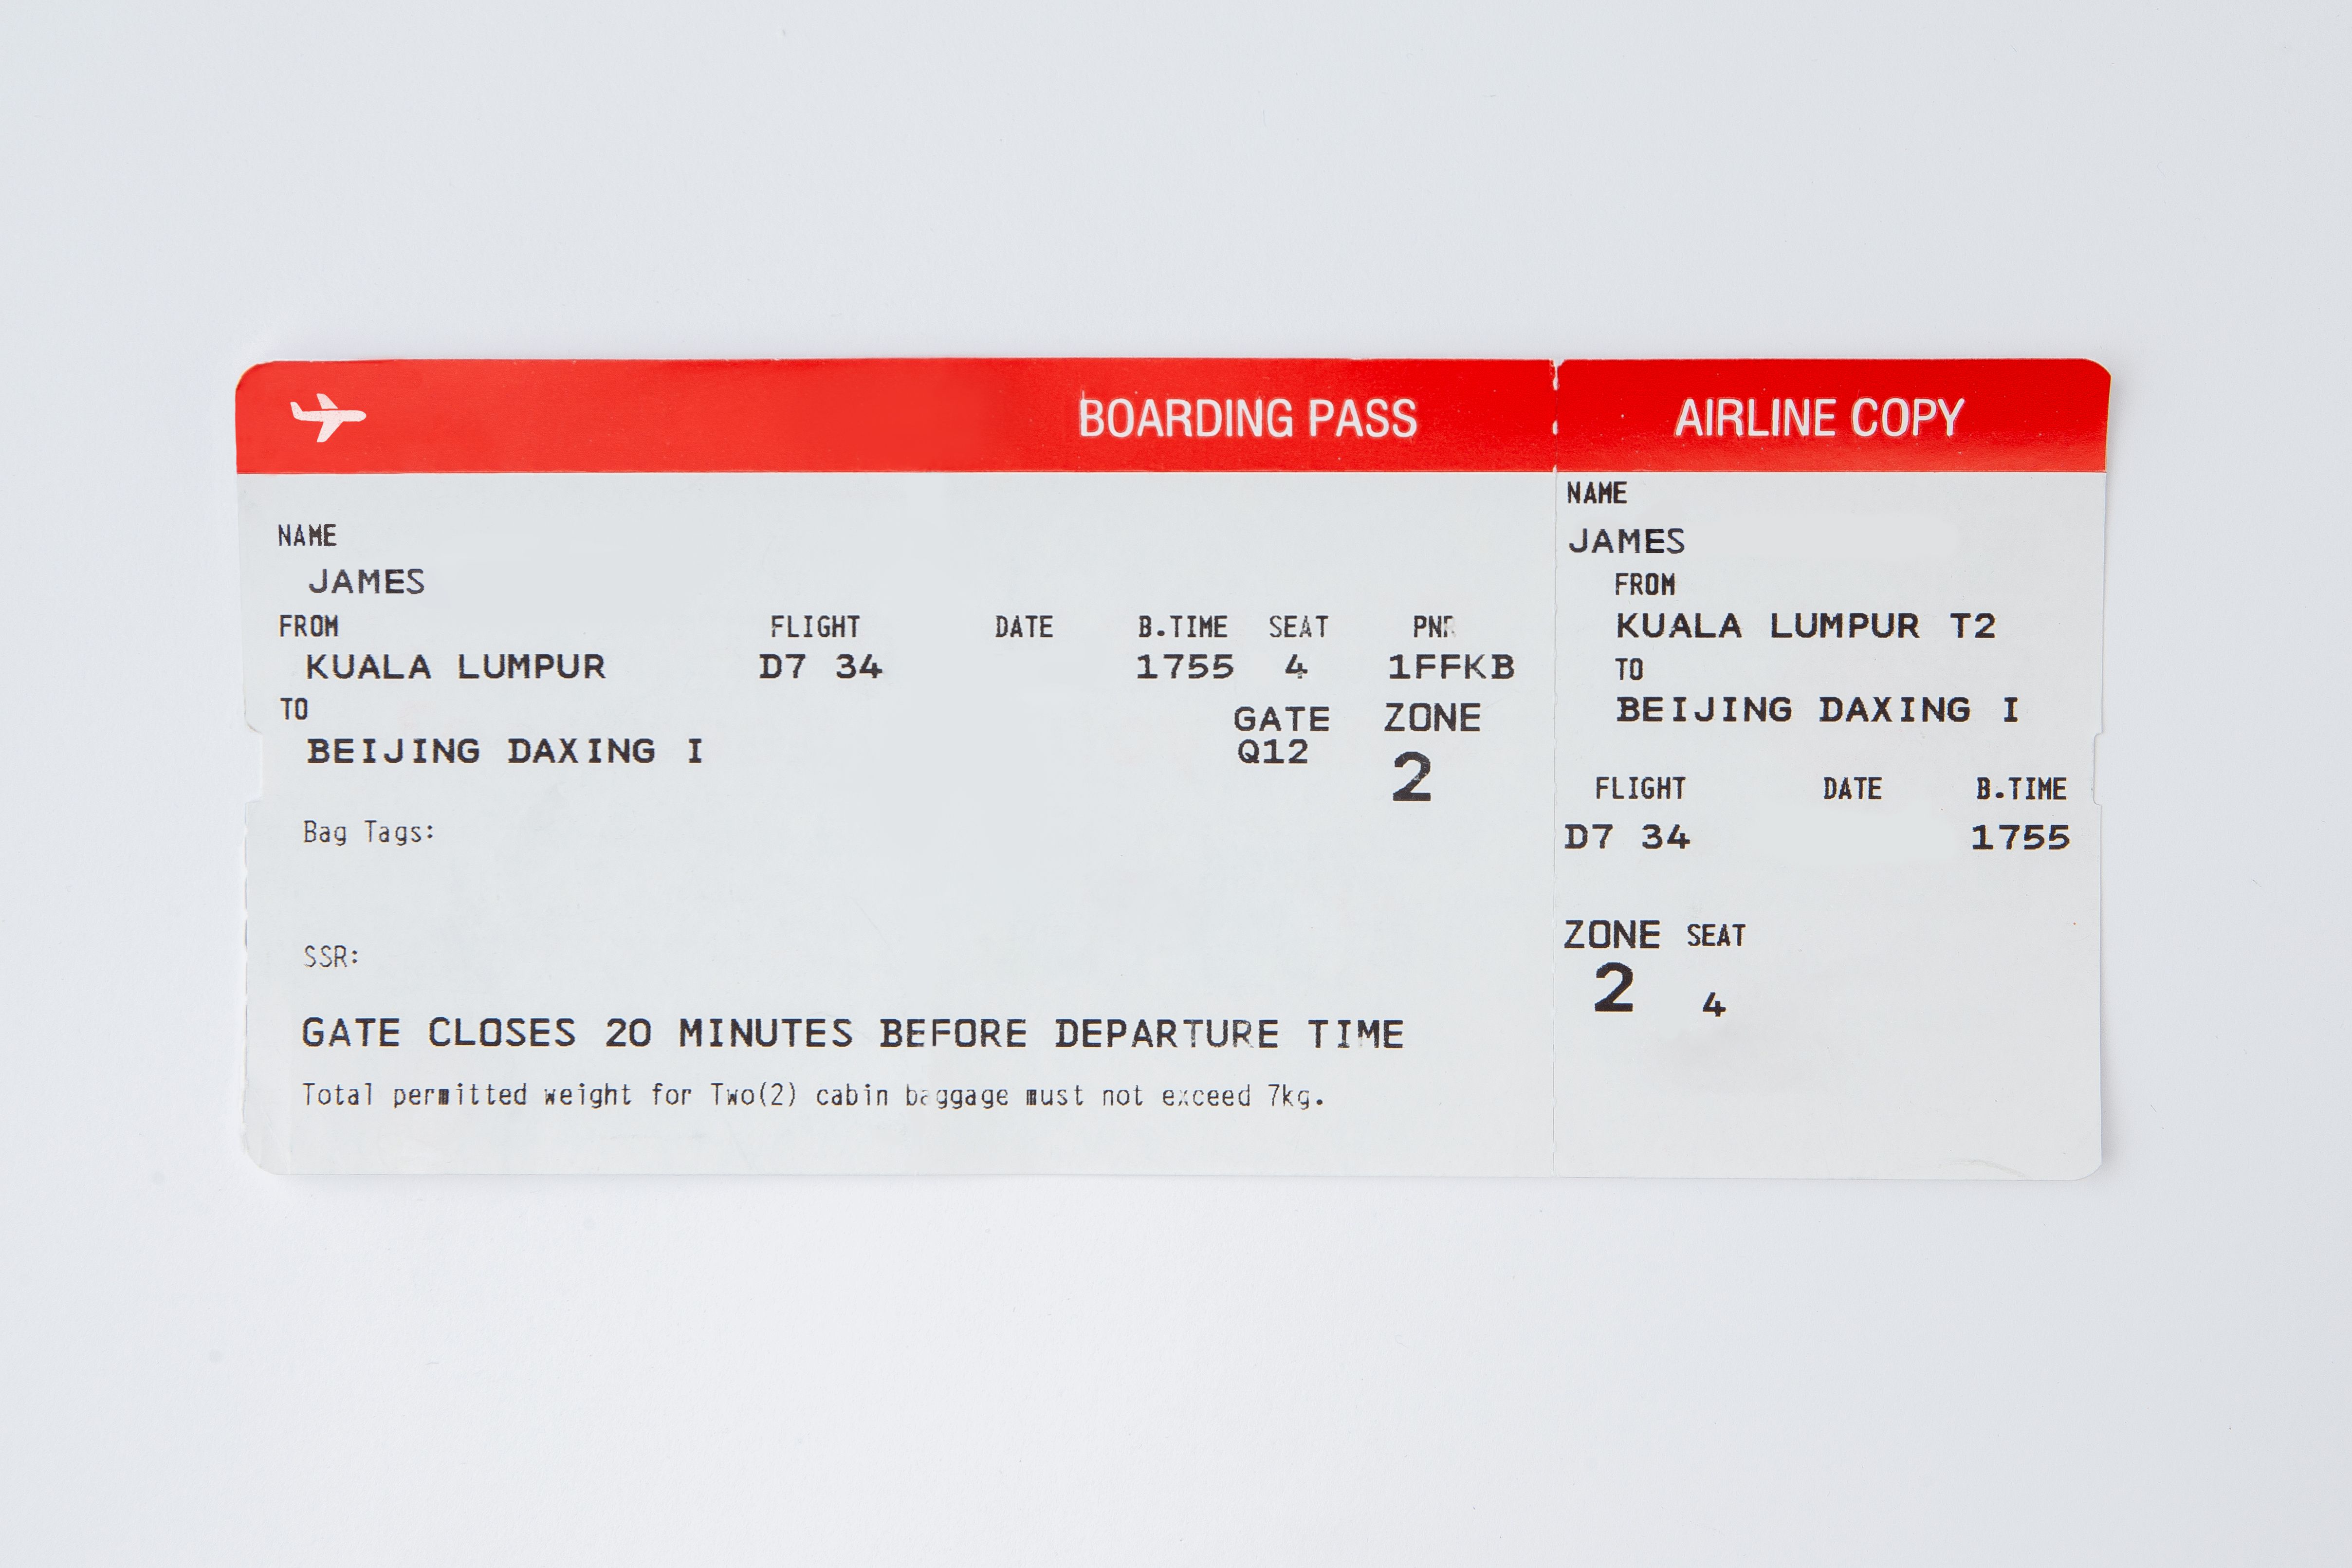 BOARDING PASS
NAME
JAMES
FROM FLIGHT DATE B.TIME SEAT PNR
KUALA LUMPUR D7 34 1755 4 1FFKB
TO GATE ZONE
BEIJING DAXING I Q12 2
Bag Tags:
SSR:
GATE CLOSES 20 MINUTES BEFORE DEPARTURE TIME
Total permitted weight for Two(2) cabin baggage must not exceed 7kg.
AIRLINE COPY
NAME
JAMES
FROM
KUALA LUMPUR T2
TO
BEIJING DAXING I
FLIGHT DATE B.TIME
D7 34 1755
ZONE SEAT
2 4